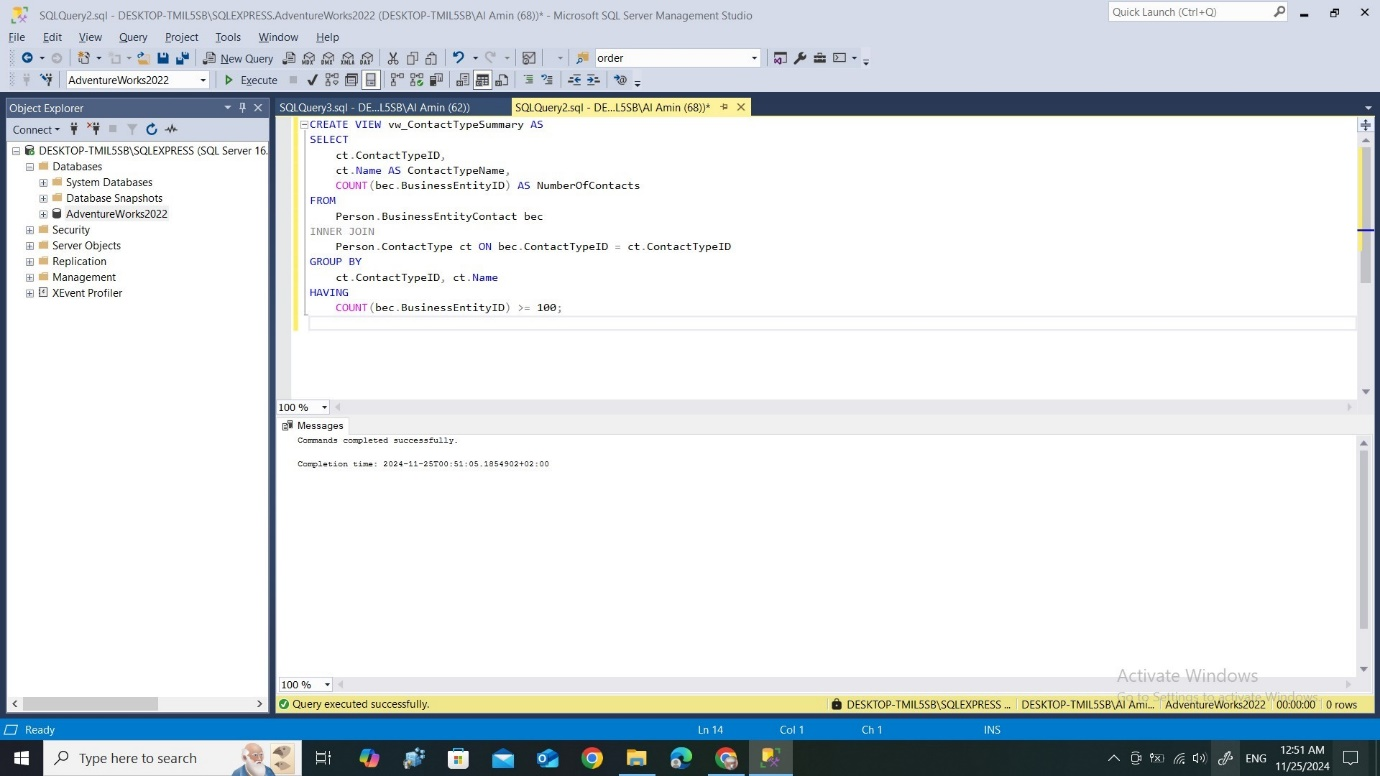 SQLQuery2.sql - DESKTOP-TMIL5SB\SQLEXPRESS.AdventureWorks2022 (DESKTOP-TMIL5SB\Al Amin (68))* - Microsoft SQL Server Management Studio
Quick Launch (Ctrl+Q)
File Edit View Query Project Tools Window Help
New Query
order
AdventureWorks2022
Execute
Object Explorer
SQLQuery3.sql - DE...L5SB\Al Amin (62))
SQLQuery2.sql - DE...L5SB\Al Amin (68))*
Connect
DESKTOP-TMIL5SB\SQLEXPRESS (SQL Server 16.
Databases
System Databases
Database Snapshots
AdventureWorks2022
Security
Server Objects
Replication
Management
XEvent Profiler
CREATE VIEW vw_ContactTypeSummary AS
SELECT
ct.ContactTypeID,
ct.Name AS ContactTypeName,
COUNT(bec.BusinessEntityID) AS NumberOfContacts
FROM
Person.BusinessEntityContact bec
INNER JOIN
Person.ContactType ct ON bec.ContactTypeID = ct.ContactTypeID
GROUP BY
ct.ContactTypeID, ct.Name
HAVING
COUNT(bec.BusinessEntityID) >= 100;
100 %
Messages
Commands completed successfully.
Completion time: 2024-11-25T00:51:05.1854902+02:00
100 %
Activate Windows
Go to Settings to activate Windows.
Query executed successfully.
DESKTOP-TMIL5SB\SQLEXPRESS ...
DESKTOP-TMIL5SB\Al Ami...
AdventureWorks2022
00:00:00
0 rows
Ready
Ln 14
Col 1
Ch 1
INS
Type here to search
ENG
12:51 AM
11/25/2024